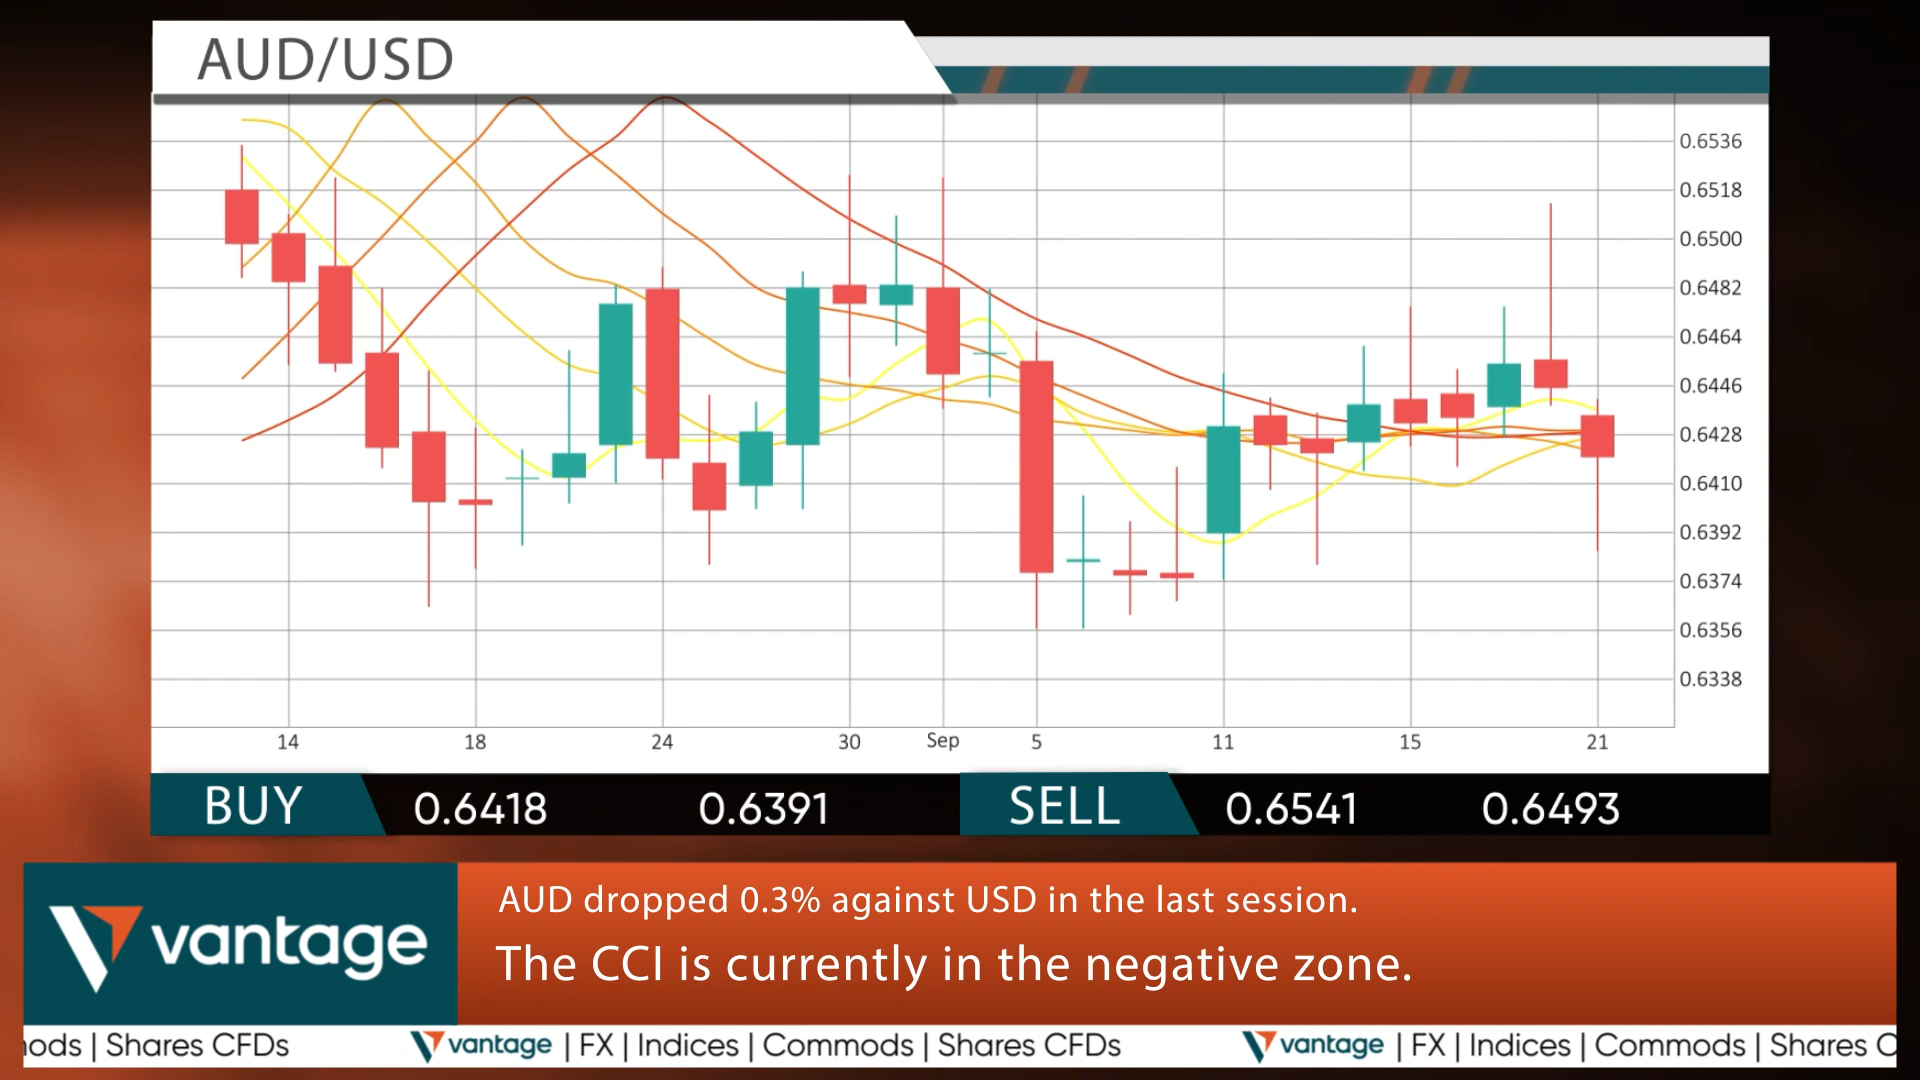 AUD/USD
0.6536
0.6518
0.6500
0.6482
0.6464
0.6446
0.6428
0.6410
0.6392
0.6374
0.6356
0.6338
14 18 24 30 Sep 5 11 15 21
BUY 0.6418 0.6391 SELL 0.6541 0.6493
vantage
AUD dropped 0.3% against USD in the last session.
The CCI is currently in the negative zone.
ods | Shares CFDs vantage | FX | Indices | Commods | Shares CFDs vantage | FX | Indices | Commods | Shares C